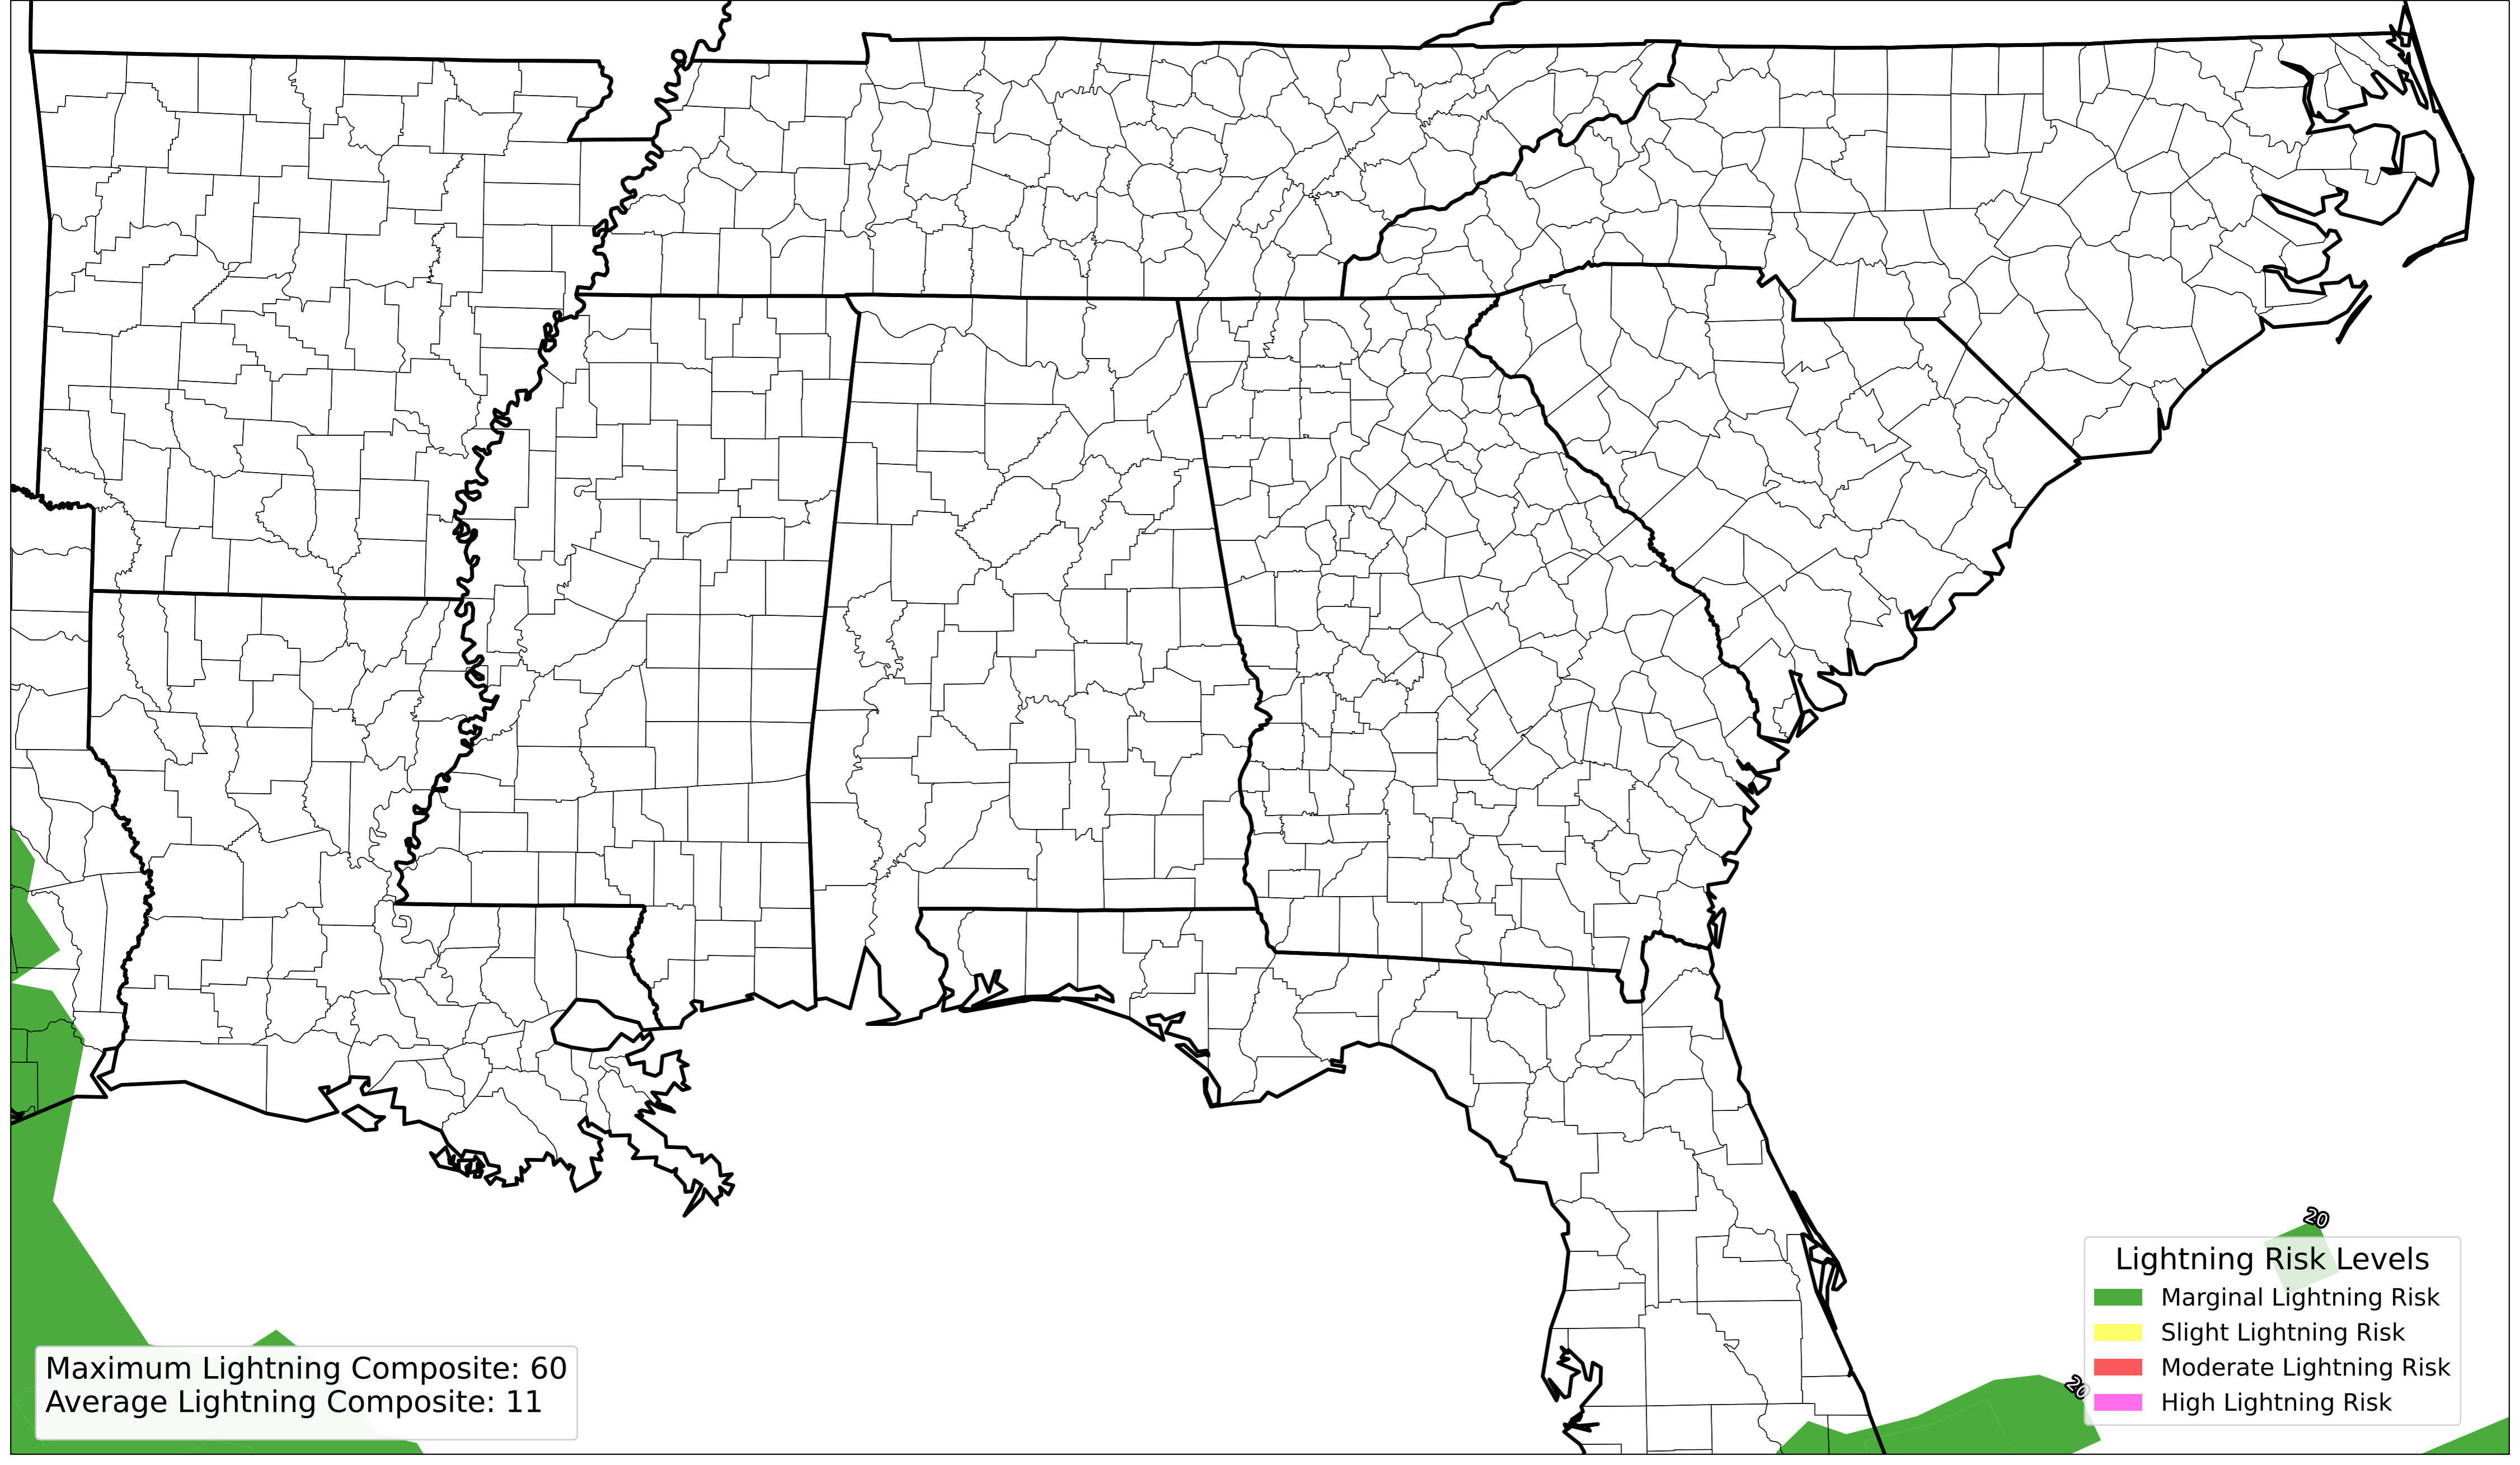 20
Lightning Risk Levels
Marginal Lightning Risk
Slight Lightning Risk
Moderate Lightning Risk
High Lightning Risk
20
Maximum Lightning Composite: 60
Average Lightning Composite: 11